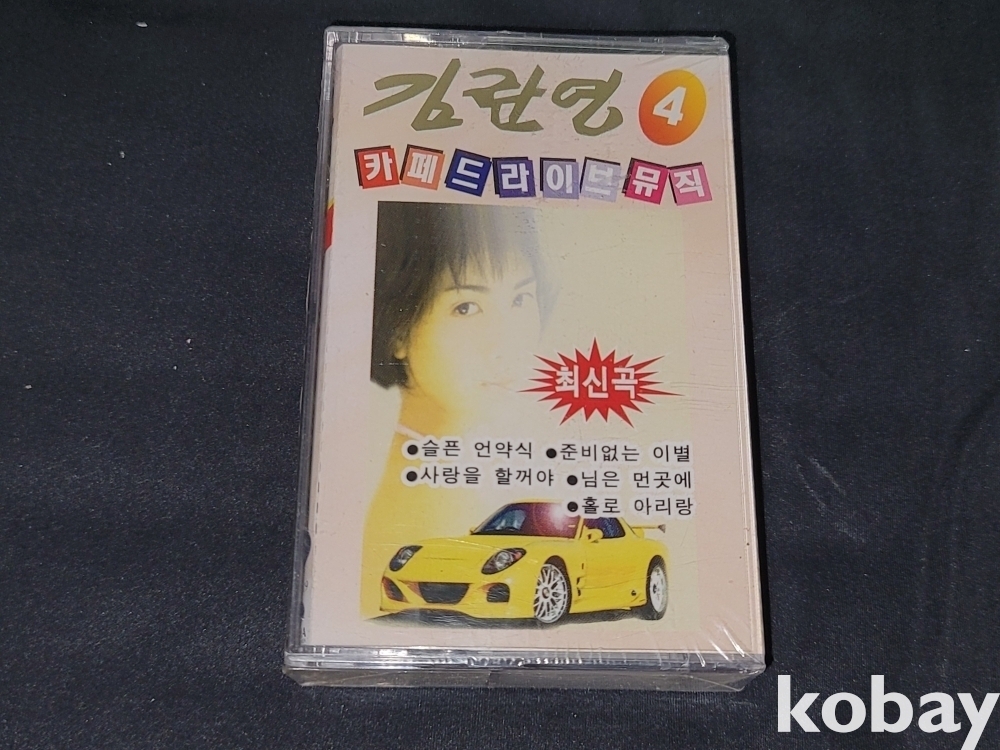 김란영 4
카페드라이브뮤직
최신곡
●슬픈 언약식 ●준비없는 이별
●사랑을 할꺼야 ●님은 먼곳에
●홀로 아리랑
kobay